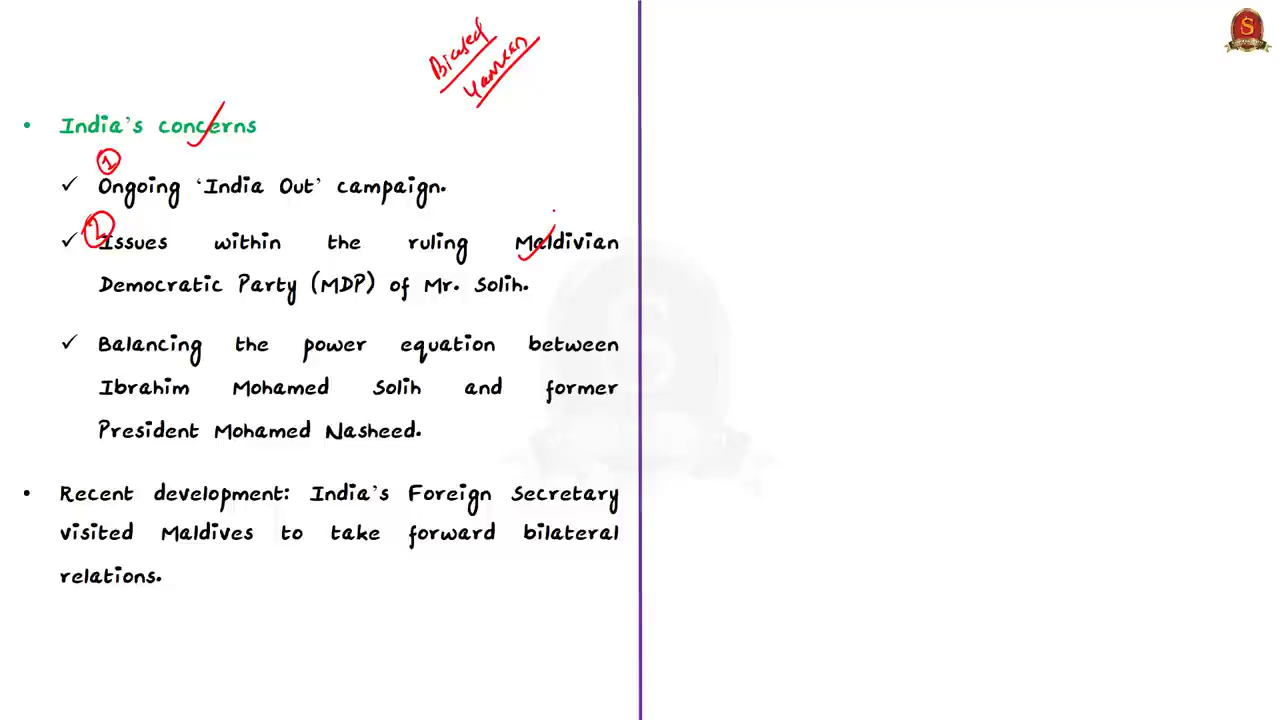 Biased
Yameen
• India's concerns
1
✓ Ongoing ‘India Out’ campaign.
2
✓ Issues within the ruling Maldivian
Democratic Party (MDP) of Mr. Solih.
✓ Balancing the power equation between
Ibrahim Mohamed Solih and former
President Mohamed Nasheed.
• Recent development: India's Foreign Secretary
visited Maldives to take forward bilateral
relations.
S